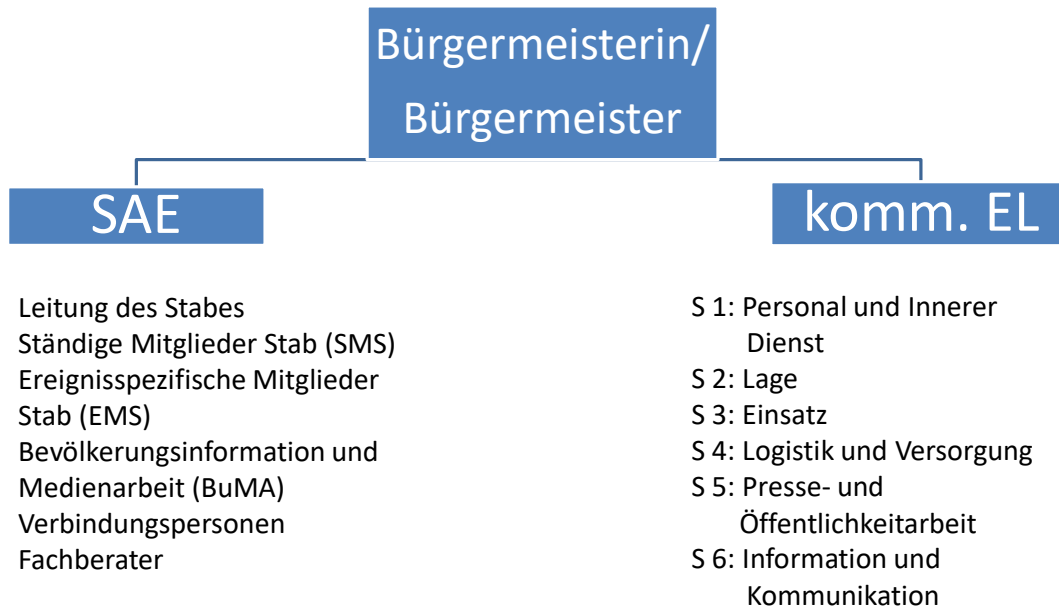 Bürgermeisterin/
Bürgermeister
SAE
komm. EL
Leitung des Stabes
Ständige Mitglieder Stab (SMS)
Ereignisspezifische Mitglieder
Stab (EMS)
Bevölkerungsinformation und
Medienarbeit (BuMA)
Verbindungspersonen
Fachberater
S 1: Personal und Innerer
Dienst
S 2: Lage
S 3: Einsatz
S 4: Logistik und Versorgung
S 5: Presse- und
Öffentlichkeitarbeit
S 6: Information und
Kommunikation